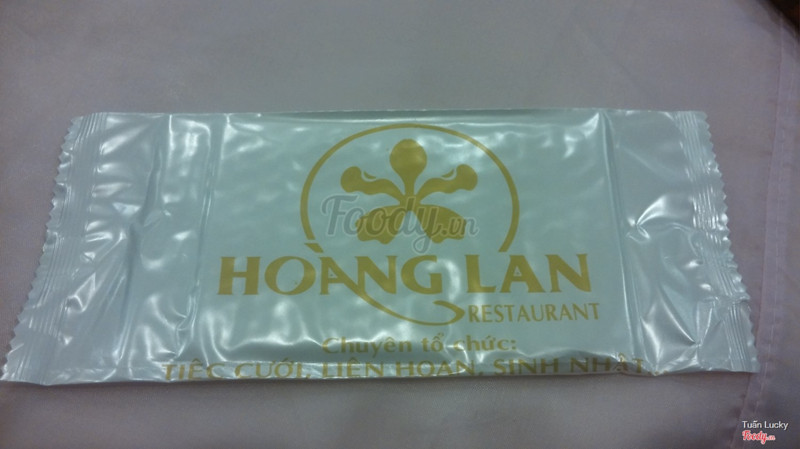 Foody.vn
HOÀNG LAN
RESTAURANT
Chuyên tổ chức:
TIỆC CƯỚI, LIÊN HOAN, SINH NHẬT
Tuấn Lucky
Foody.vn